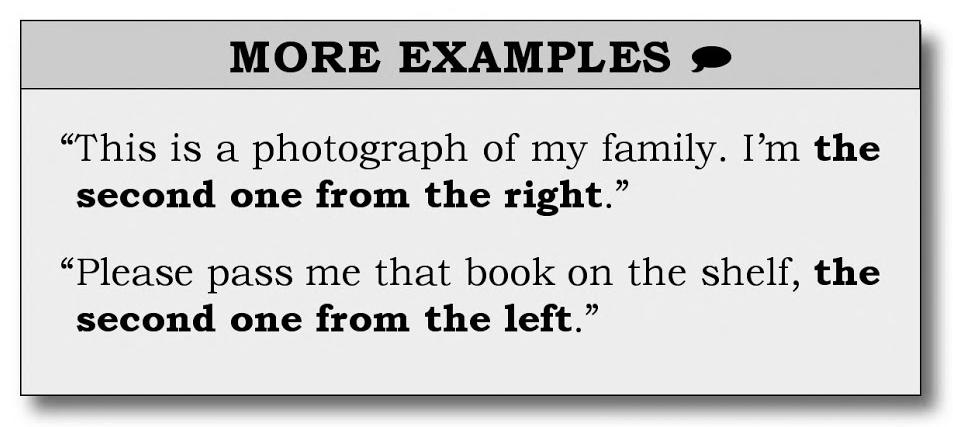 MORE EXAMPLES
“This is a photograph of my family. I’m the
second one from the right.”
“Please pass me that book on the shelf, the
second one from the left.”